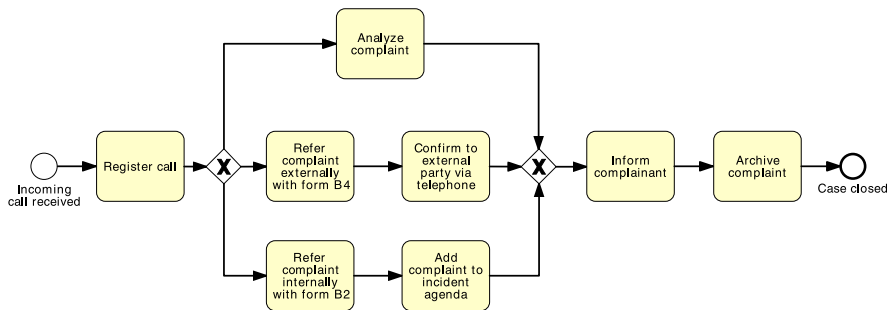 Analyze
complaint
Incoming
call received
Register call
X
Refer
complaint
externally
with form B4
Confirm to
external
party via
telephone
X
Inform
complainant
Archive
complaint
Case closed
Refer
complaint
internally
with form B2
Add
complaint to
incident
agenda